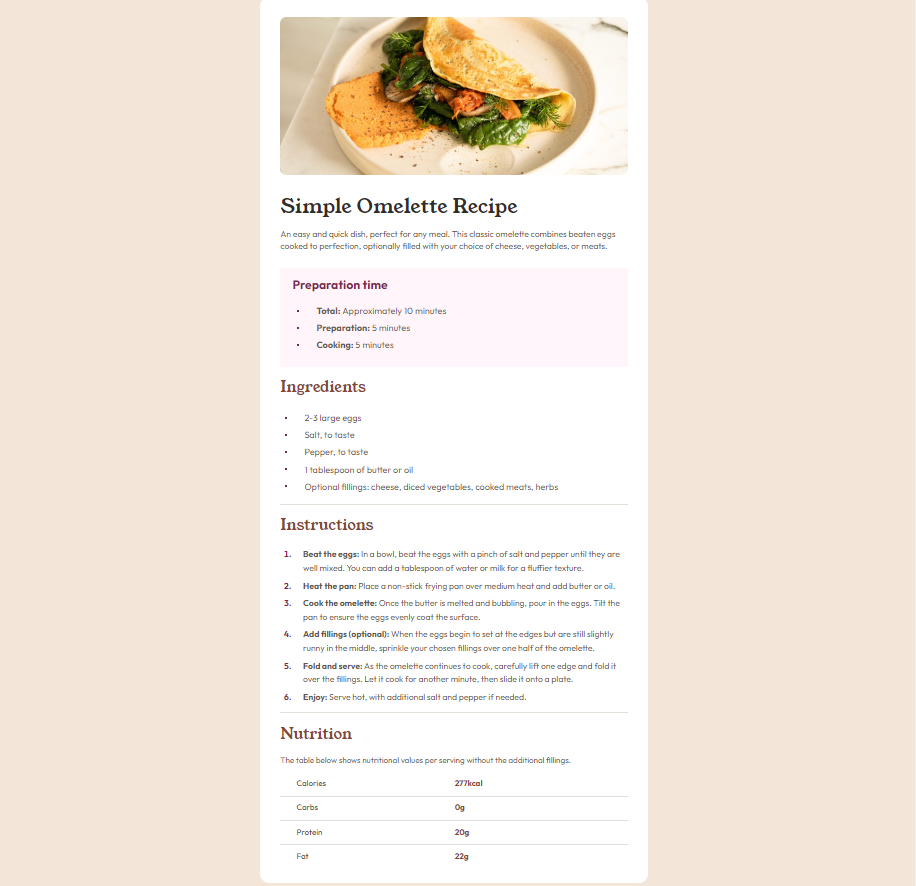 Simple Omelette Recipe
An easy and quick dish, perfect for any meal. This classic omelette combines beaten eggs
cooked to perfection, optionally filled with your choice of cheese, vegetables, or meats.
Preparation time
• Total: Approximately 10 minutes
• Preparation: 5 minutes
• Cooking: 5 minutes
Ingredients
• 2-3 large eggs
• Salt, to taste
• Pepper, to taste
• 1 tablespoon of butter or oil
• Optional fillings: cheese, diced vegetables, cooked meats, herbs
Instructions
1. Beat the eggs: In a bowl, beat the eggs with a pinch of salt and pepper until they are
well mixed. You can add a tablespoon of water or milk for a fluffier texture.
2. Heat the pan: Place a non-stick frying pan over medium heat and add butter or oil.
3. Cook the omelette: Once the butter is melted and bubbling, pour in the eggs. Tilt the
pan to ensure the eggs evenly coat the surface.
4. Add fillings (optional): When the eggs begin to set at the edges but are still slightly
runny in the middle, sprinkle your chosen fillings over one half of the omelette.
5. Fold and serve: As the omelette continues to cook, carefully lift one edge and fold it
over the fillings. Let it cook for another minute, then slide it onto a plate.
6. Enjoy: Serve hot, with additional salt and pepper if needed.
Nutrition
The table below shows nutritional values per serving without the additional fillings.
Calories 277kcal
Carbs 0g
Protein 20g
Fat 22g